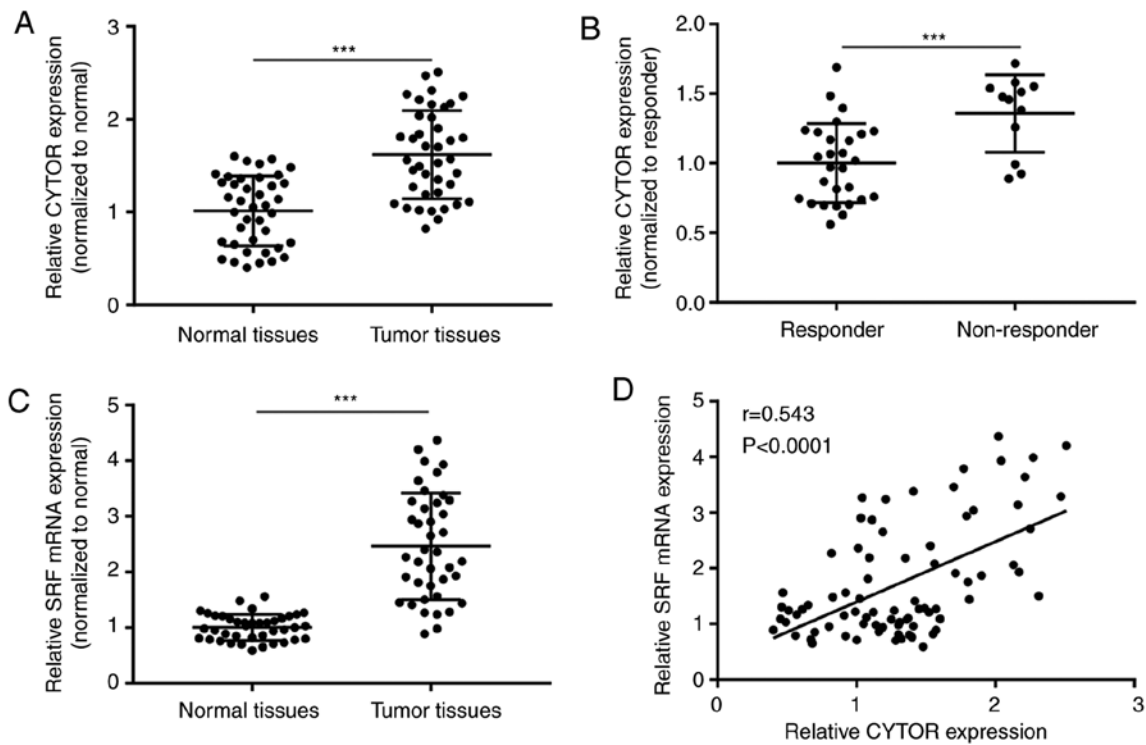 A
Relative CYTOR expression
(normalized to normal)
3
2
1
0
***
Normal tissues
Tumor tissues
B
Relative CYTOR expression
(normalized to responder)
2.0
1.5
1.0
0.5
0.0
***
Responder
Non-responder
C
Relative SRF mRNA expression
(normalized to normal)
5
4
3
2
1
0
***
Normal tissues
Tumor tissues
D
Relative SRF mRNA expression
5
4
3
2
1
0
r=0.543
P<0.0001
0
1
2
3
Relative CYTOR expression